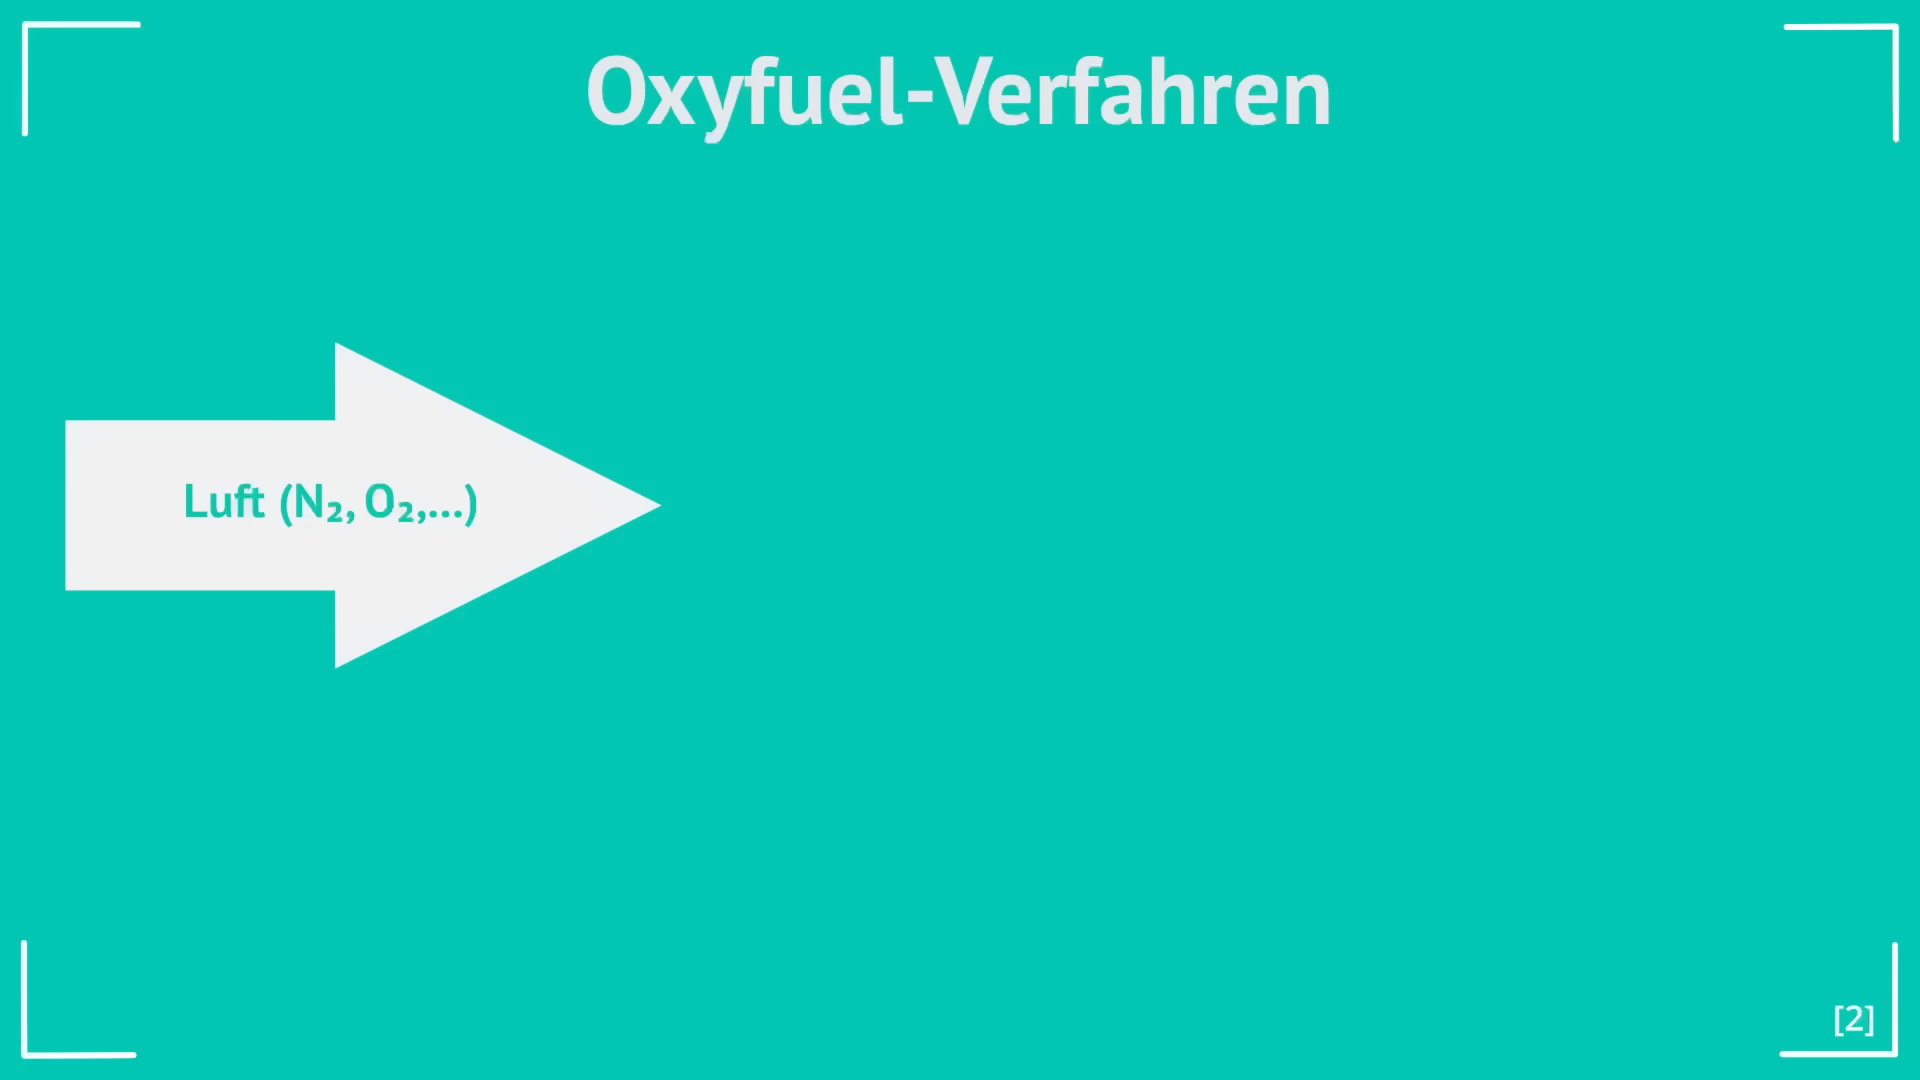 Oxyfuel-Verfahren
Luft (N₂, O₂,...)
[2]